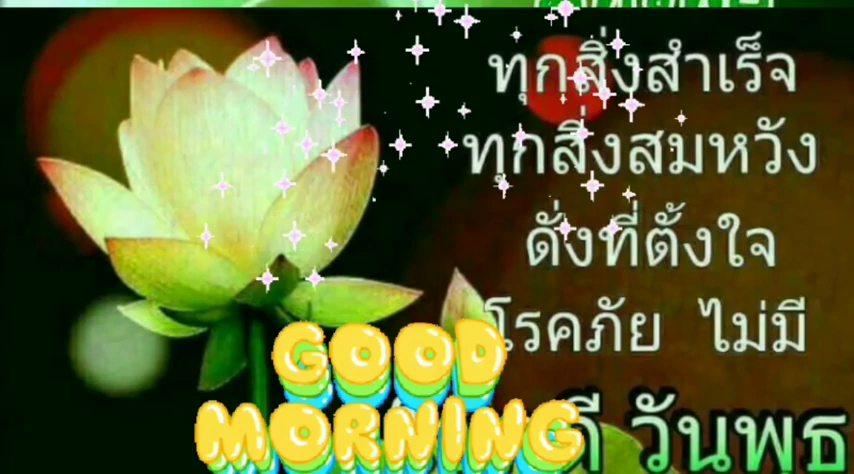 ทุกสิ่งสำเร็จ
ทุกสิ่งสมหวัง
ดั่งที่ตั้งใจ
โรคภัย ไม่มี
GOOD
MORNING
วันพุธ